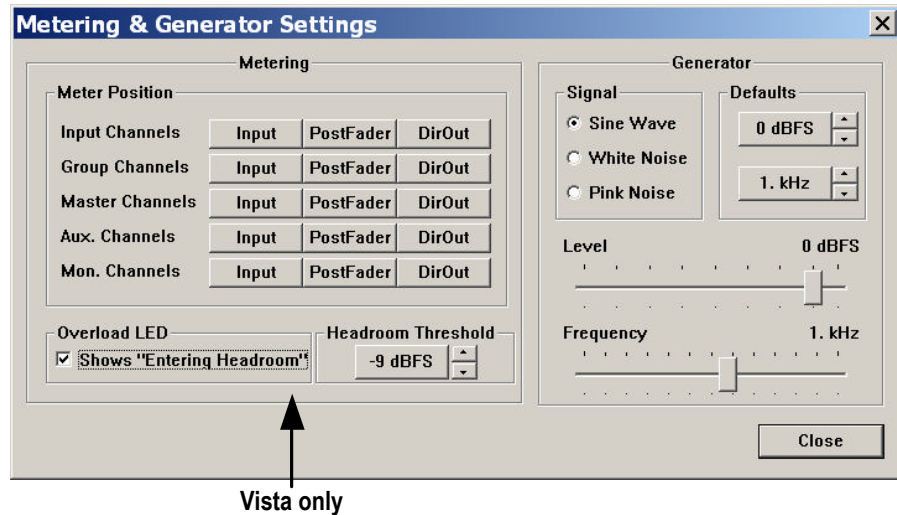 Metering & Generator Settings
Metering
Meter Position
Input Channels Input PostFader DirOut
Group Channels Input PostFader DirOut
Master Channels Input PostFader DirOut
Aux. Channels Input PostFader DirOut
Mon. Channels Input PostFader DirOut
Overload LED
Shows "Entering Headroom"
Headroom Threshold
-9 dBFS
Generator
Signal
Sine Wave
White Noise
Pink Noise
Defaults
0 dBFS
1. kHz
Level 0 dBFS
Frequency 1. kHz
Close
Vista only